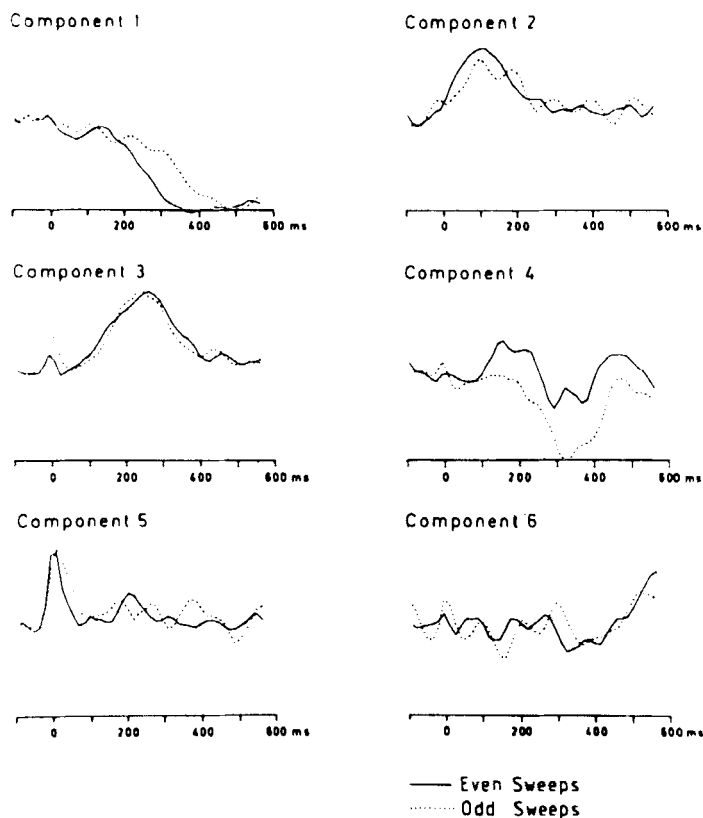 Component 1
Component 2
0 200 400 600 ms
0 200 400 600 ms
Component 3
Component 4
0 200 400 600 ms
0 200 400 600 ms
Component 5
Component 6
0 200 400 600 ms
0 200 400 600 ms
Even Sweeps
Odd Sweeps